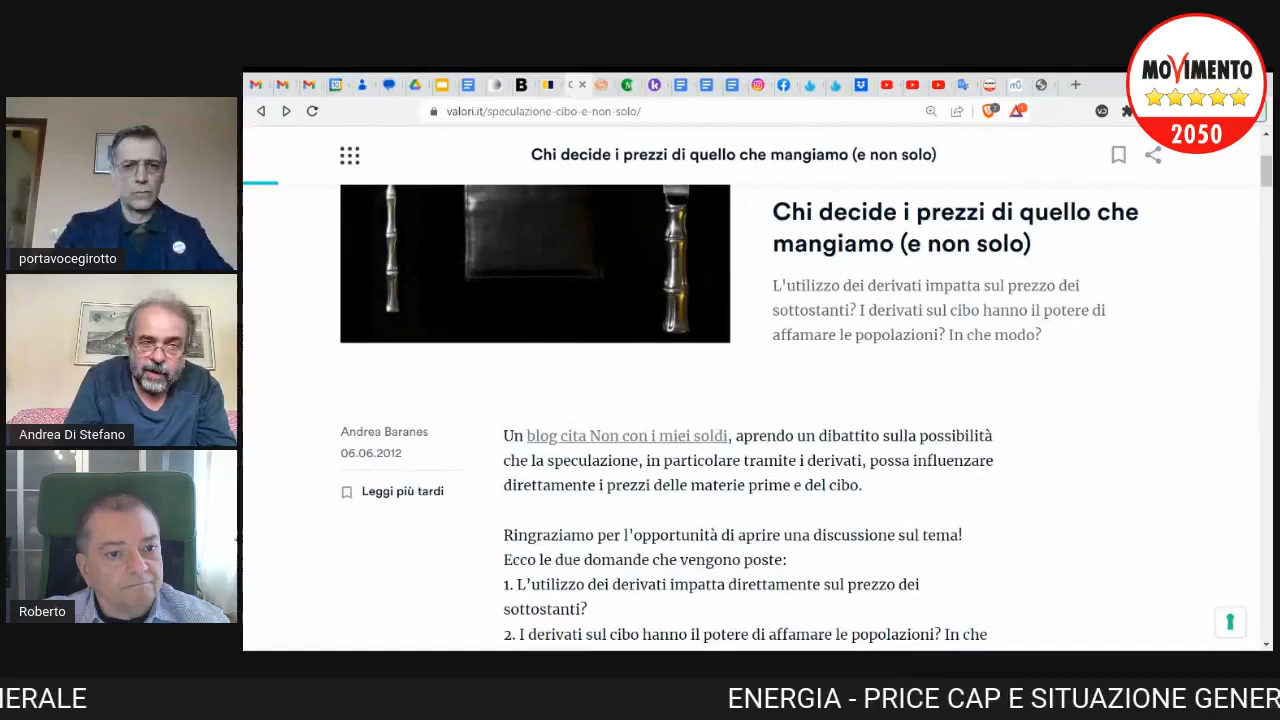 MOVIMENTO
2050
valori.it/speculazione-cibo-e-non-solo/
Chi decide i prezzi di quello che mangiamo (e non solo)
Chi decide i prezzi di quello che
mangiamo (e non solo)
L'utilizzo dei derivati impatta sul prezzo dei
sottostanti? I derivati sul cibo hanno il potere di
affamare le popolazioni? In che modo?
portavocegirotto
Andrea Di Stefano
Roberto
Andrea Baranes
06.06.2012
Leggi più tardi
Un blog cita Non con i miei soldi, aprendo un dibattito sulla possibilità
che la speculazione, in particolare tramite i derivati, possa influenzare
direttamente i prezzi delle materie prime e del cibo.
Ringraziamo per l’opportunità di aprire una discussione sul tema!
Ecco le due domande che vengono poste:
1. L’utilizzo dei derivati impatta direttamente sul prezzo dei
sottostanti?
2. I derivati sul cibo hanno il potere di affamare le popolazioni? In che
NERALE ENERGIA - PRICE CAP E SITUAZIONE GENER